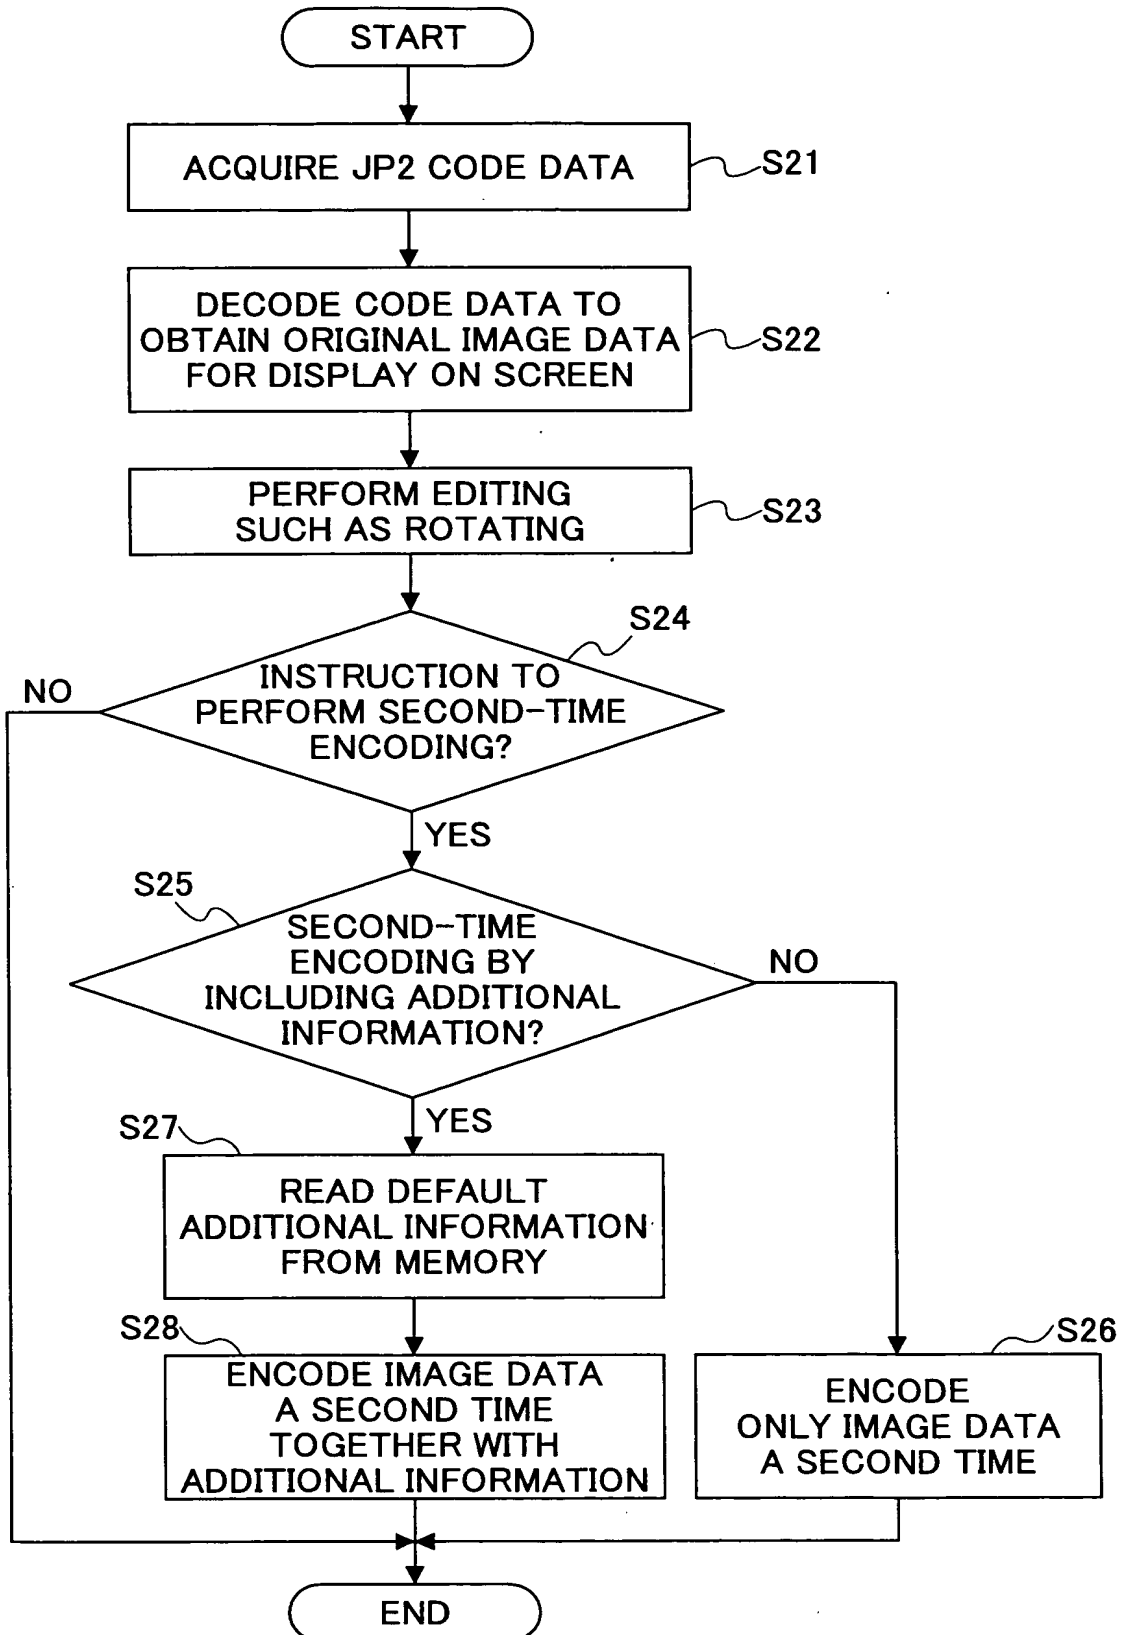 START
ACQUIRE JP2 CODE DATA
S21
DECODE CODE DATA TO
OBTAIN ORIGINAL IMAGE DATA
FOR DISPLAY ON SCREEN
S22
PERFORM EDITING
SUCH AS ROTATING
S23
S24
INSTRUCTION TO
PERFORM SECOND-TIME
ENCODING?
NO
YES
S25
SECOND-TIME
ENCODING BY
INCLUDING ADDITIONAL
INFORMATION?
NO
YES
S27
READ DEFAULT
ADDITIONAL INFORMATION
FROM MEMORY
S28
ENCODE IMAGE DATA
A SECOND TIME
TOGETHER WITH
ADDITIONAL INFORMATION
S26
ENCODE
ONLY IMAGE DATA
A SECOND TIME
END